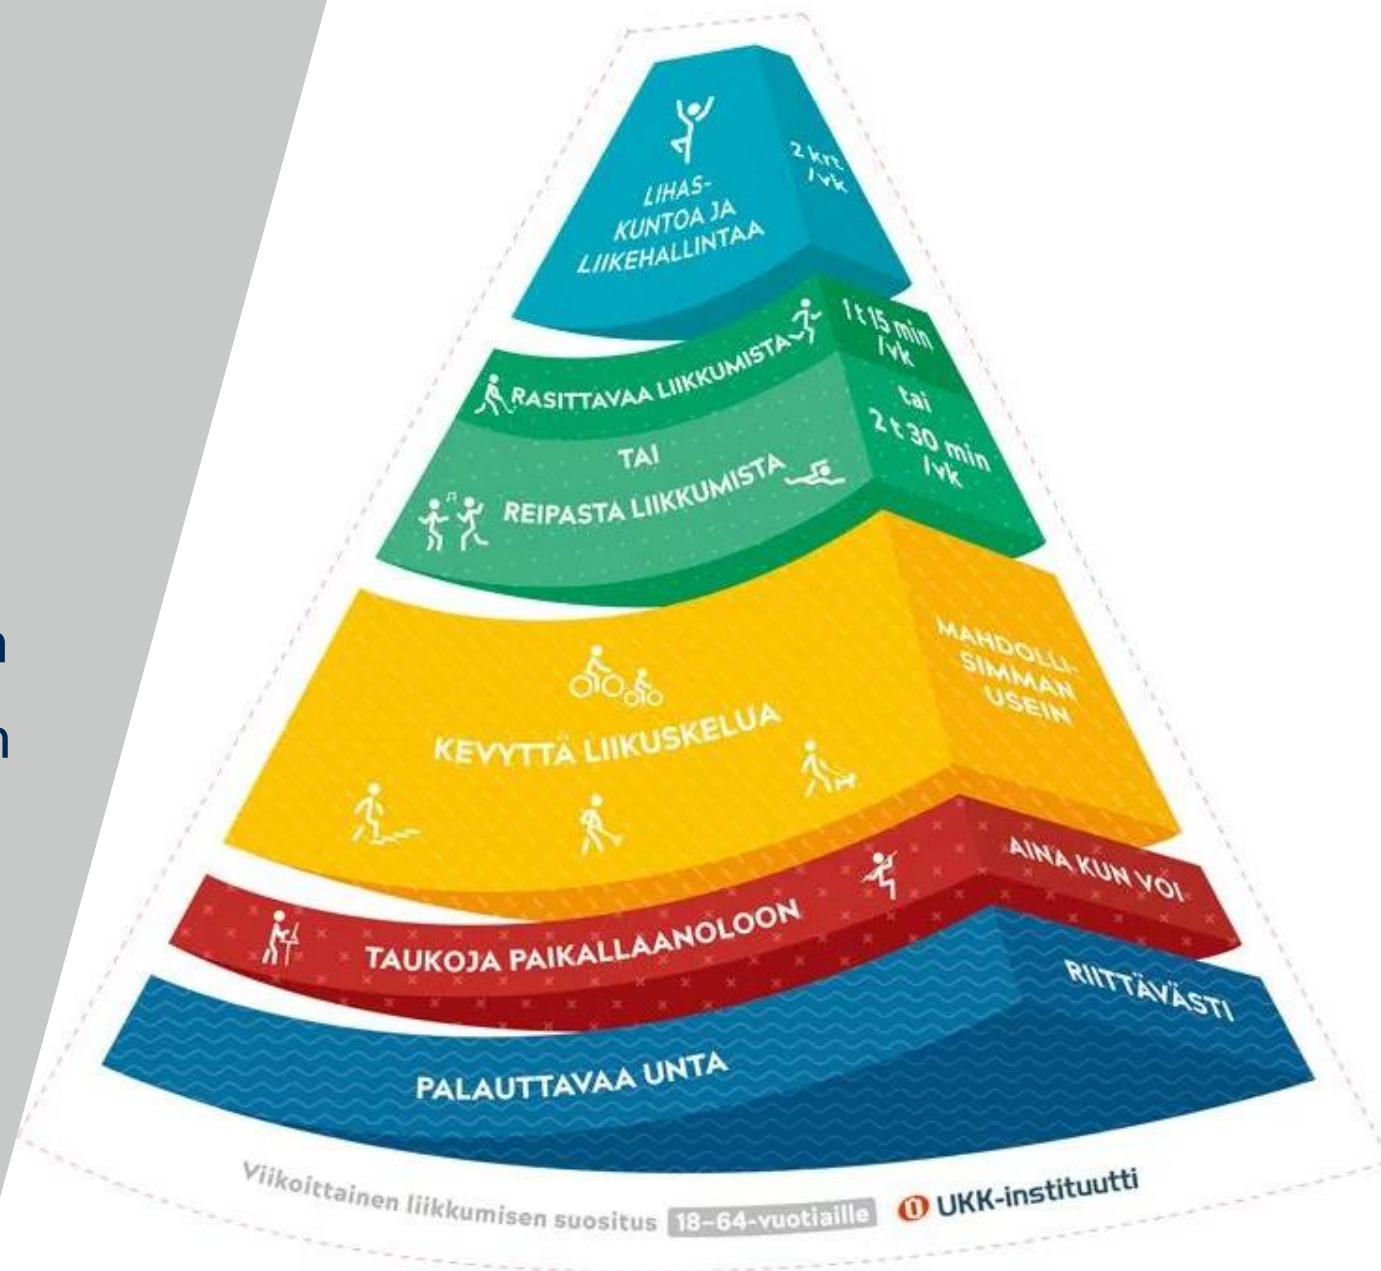 LIHAS-
KUNTOA JA
LIIKEHALLINTAA
2 krt
/vk
RASITTAVAA LIIKKUMISTA
1 t 15 min
/vk
TAI
REIPASTA LIIKKUMISTA
tai
2 t 30 min
/vk
KEVYTTÄ LIIKUSKELUA
MAHDOLLI-
SIMMAN
USEIN
TAUKOJA PAIKALLAANOLOON
AINA KUN VOI
PALAUTTAVAA UNTA
RIITTÄVÄSTI
Viikoittainen liikkumisen suositus 18–64-vuotiaille UKK-instituutti